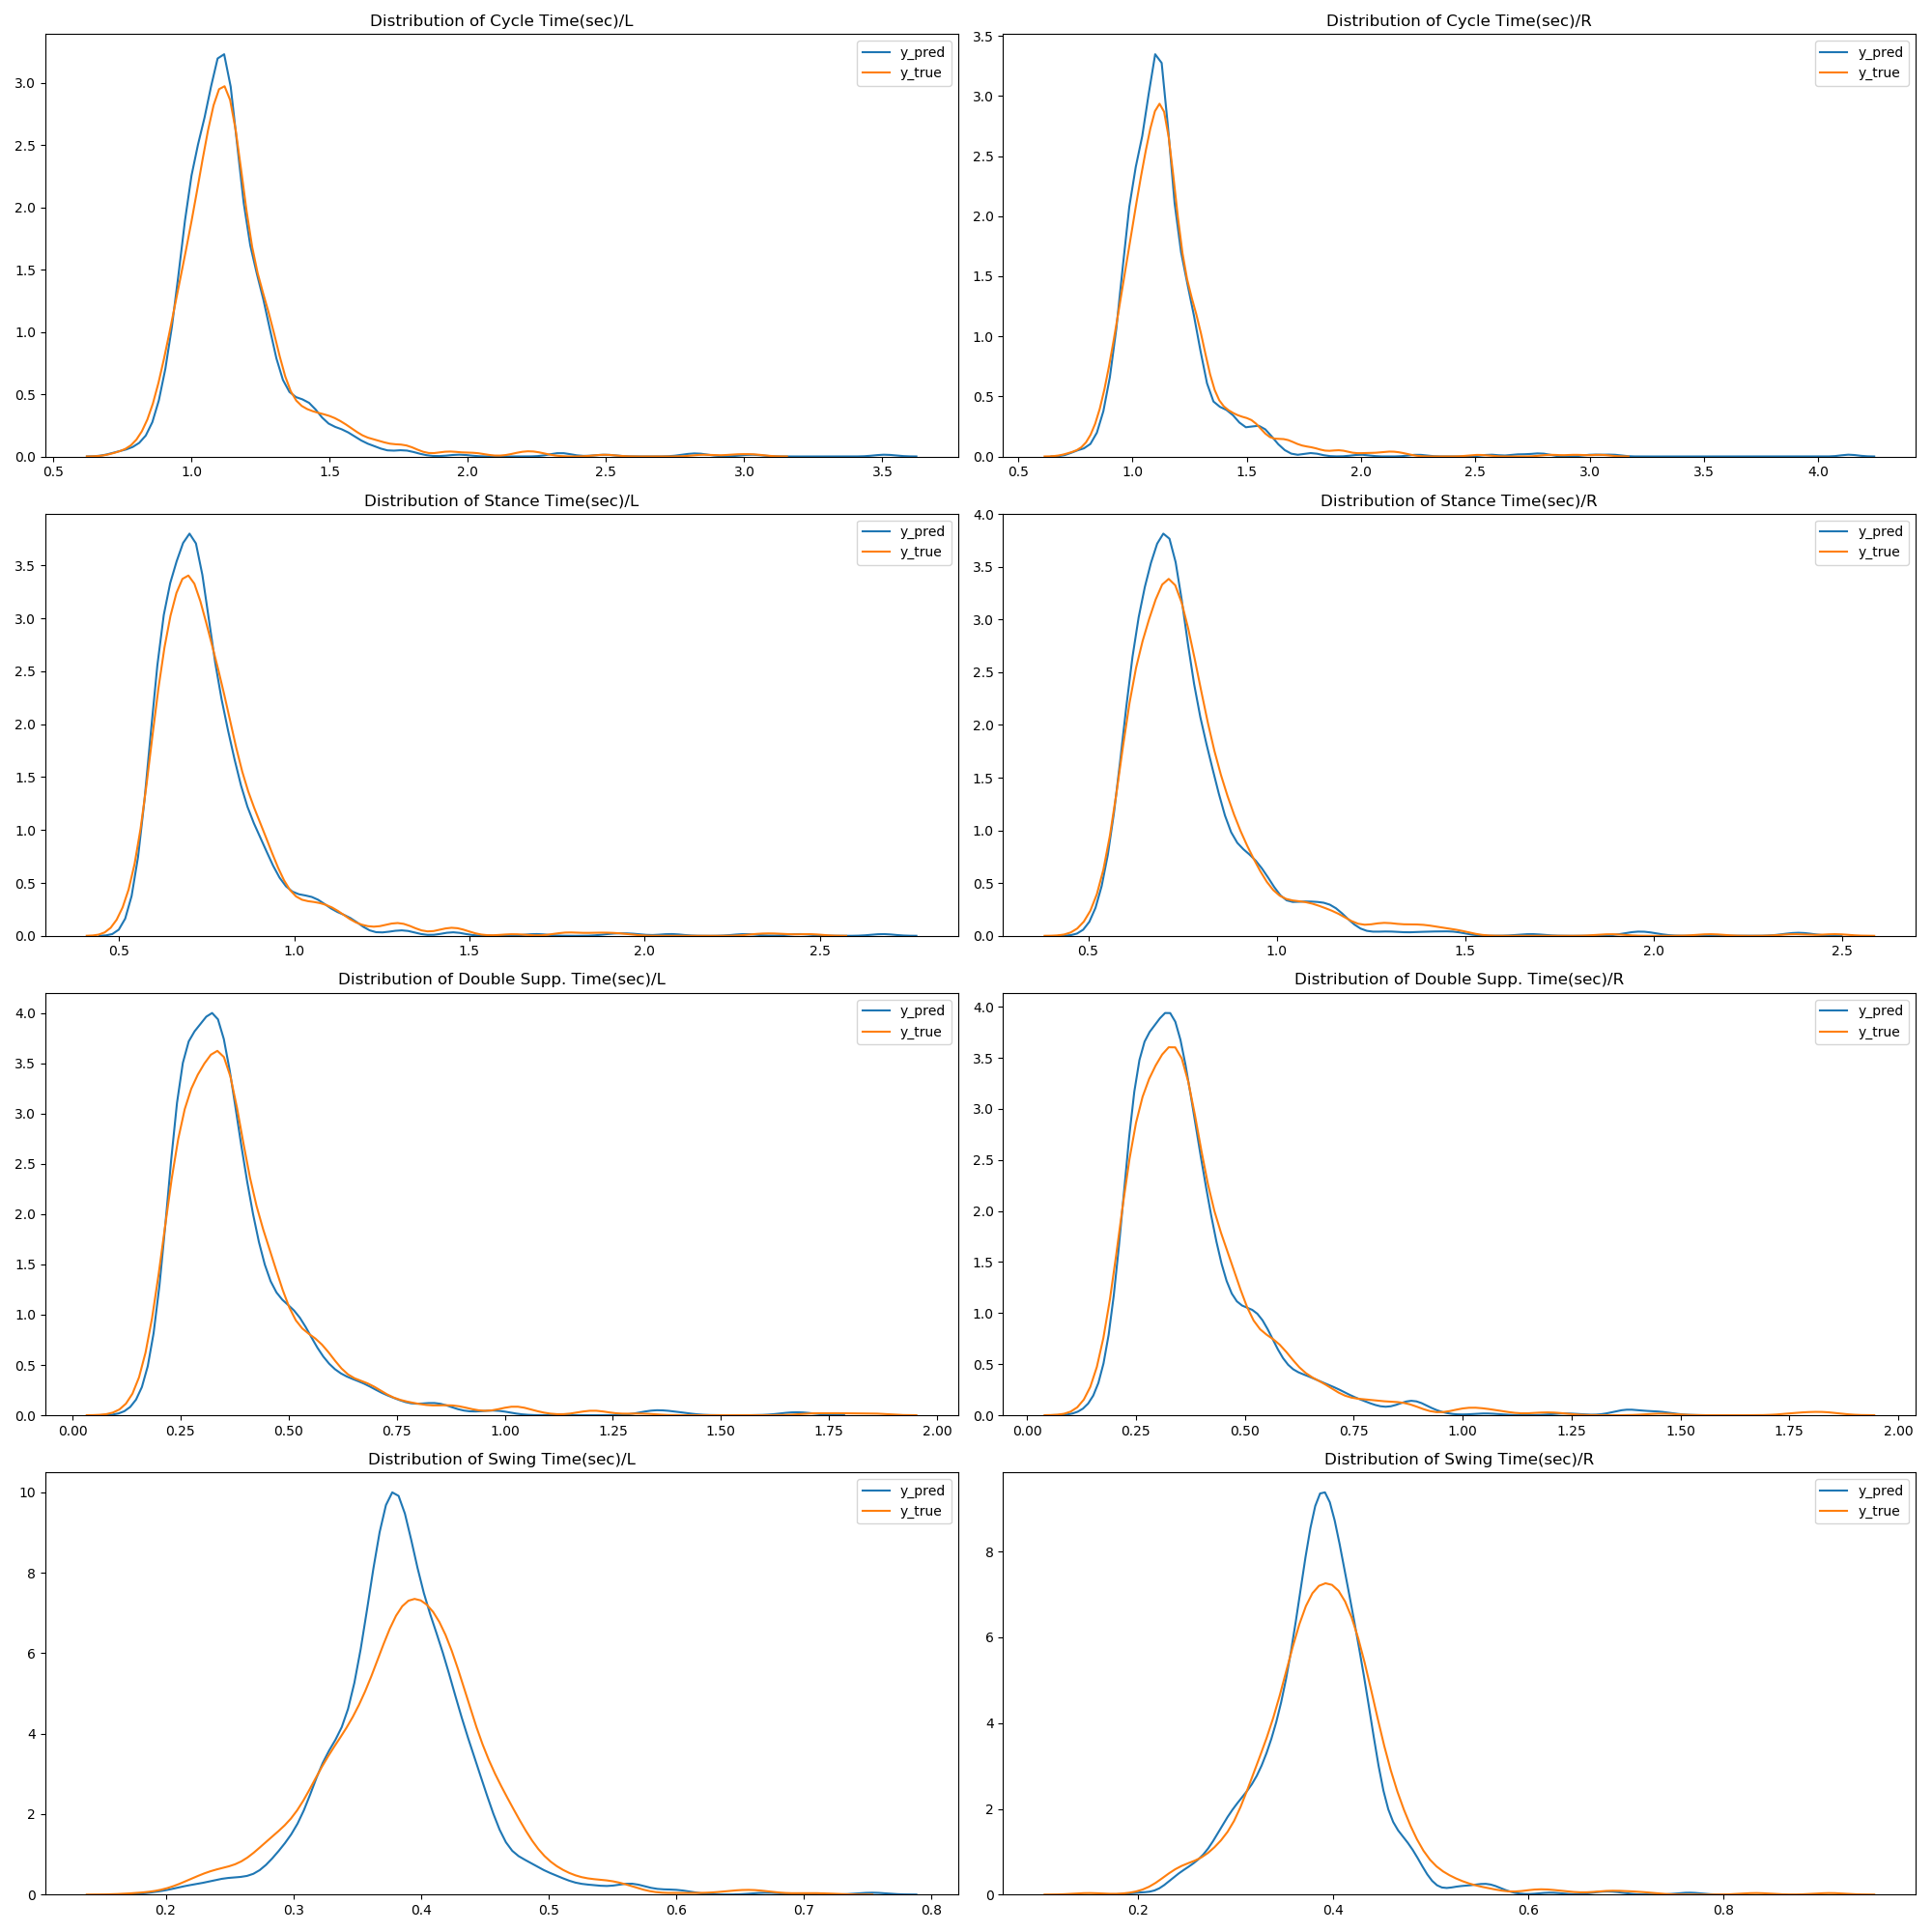 Distribution of Cycle Time(sec)/L
y_pred
y_true
3.0
2.5
2.0
1.5
1.0
0.5
0.0
0.5 1.0 1.5 2.0 2.5 3.0 3.5
Distribution of Cycle Time(sec)/R
y_pred
y_true
3.5
3.0
2.5
2.0
1.5
1.0
0.5
0.0
0.5 1.0 1.5 2.0 2.5 3.0 3.5 4.0
Distribution of Stance Time(sec)/L
y_pred
y_true
3.5
3.0
2.5
2.0
1.5
1.0
0.5
0.0
0.5 1.0 1.5 2.0 2.5
Distribution of Stance Time(sec)/R
y_pred
y_true
4.0
3.5
3.0
2.5
2.0
1.5
1.0
0.5
0.0
0.5 1.0 1.5 2.0 2.5
Distribution of Double Supp. Time(sec)/L
y_pred
y_true
4.0
3.5
3.0
2.5
2.0
1.5
1.0
0.5
0.0
0.00 0.25 0.50 0.75 1.00 1.25 1.50 1.75 2.00
Distribution of Double Supp. Time(sec)/R
y_pred
y_true
4.0
3.5
3.0
2.5
2.0
1.5
1.0
0.5
0.0
0.00 0.25 0.50 0.75 1.00 1.25 1.50 1.75 2.00
Distribution of Swing Time(sec)/L
y_pred
y_true
10
8
6
4
2
0
0.2 0.3 0.4 0.5 0.6 0.7 0.8
Distribution of Swing Time(sec)/R
y_pred
y_true
8
6
4
2
0
0.2 0.4 0.6 0.8